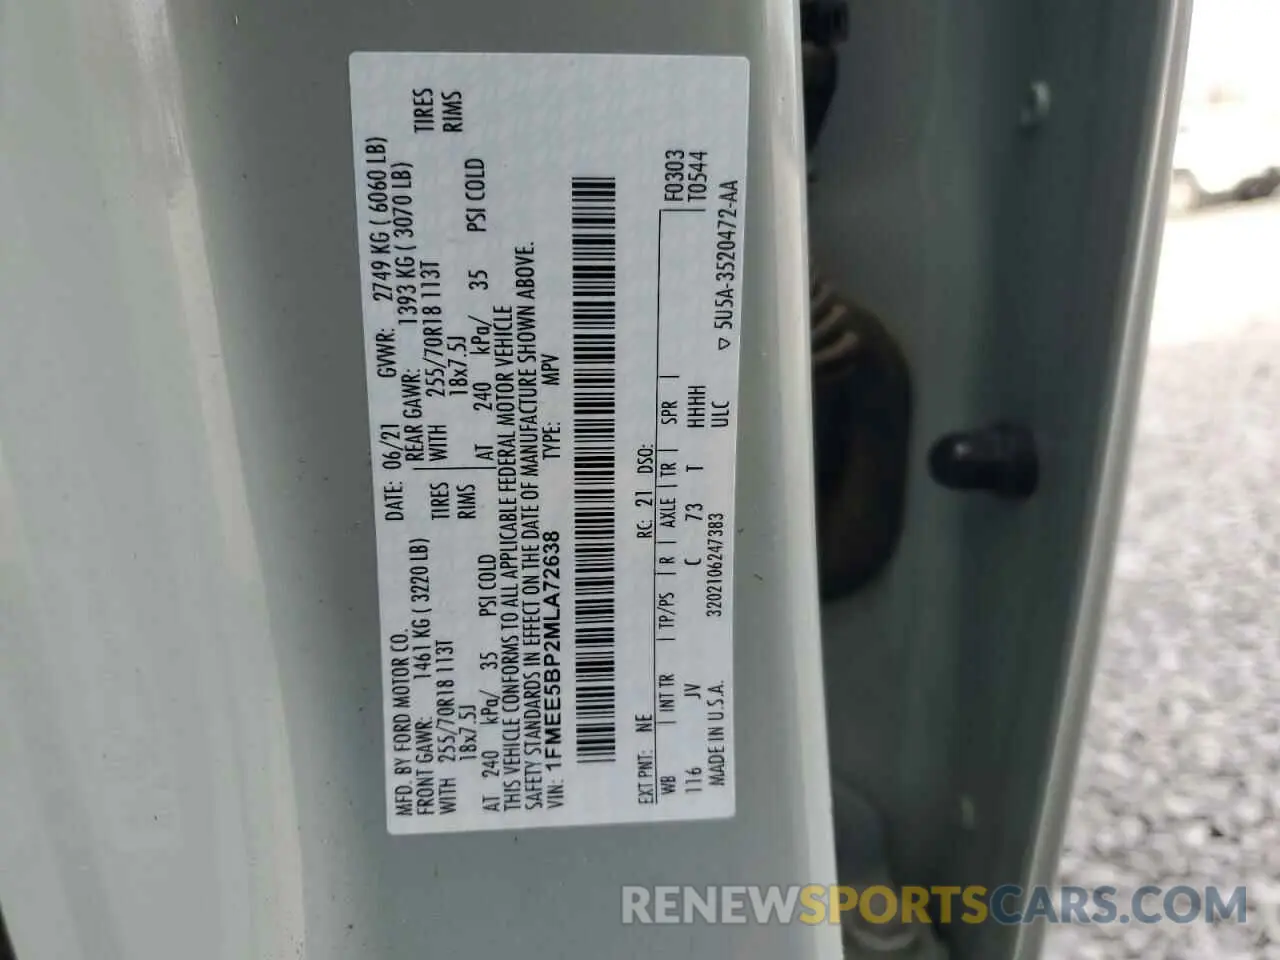 MFD. BY FORD MOTOR CO.
DATE: 06/21 GVWR: 2749 KG ( 6060 LB)
FRONT GAWR: 1461 KG ( 3220 LB) REAR GAWR: 1393 KG ( 3070 LB)
WITH 255/70R18 113T TIRES WITH 255/70R18 113T TIRES
18x7.5J RIMS 18x7.5J RIMS
AT 240 kPa/ 35 PSI COLD AT 240 kPa/ 35 PSI COLD
THIS VEHICLE CONFORMS TO ALL APPLICABLE FEDERAL MOTOR VEHICLE
SAFETY STANDARDS IN EFFECT ON THE DATE OF MANUFACTURE SHOWN ABOVE.
VIN: 1FMEE5BP2MLA72638 TYPE: MPV
EXT PNT: NE RC: 21 DSO:
WB | INT TR | TP/PS | R | AXLE | TR | SPR | F0303
116 JV C 73 T HHHH T0544
MADE IN U.S.A. 3202106247383 ULC
▽ 5U5A-3520472-AA
RENEWSPORTSCARS.COM